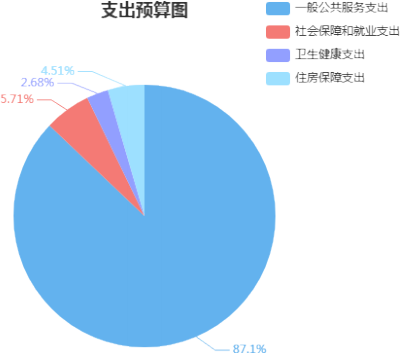 支出预算图
一般公共服务支出
社会保障和就业支出
卫生健康支出
住房保障支出
4.51%
2.68%
5.71%
87.1%